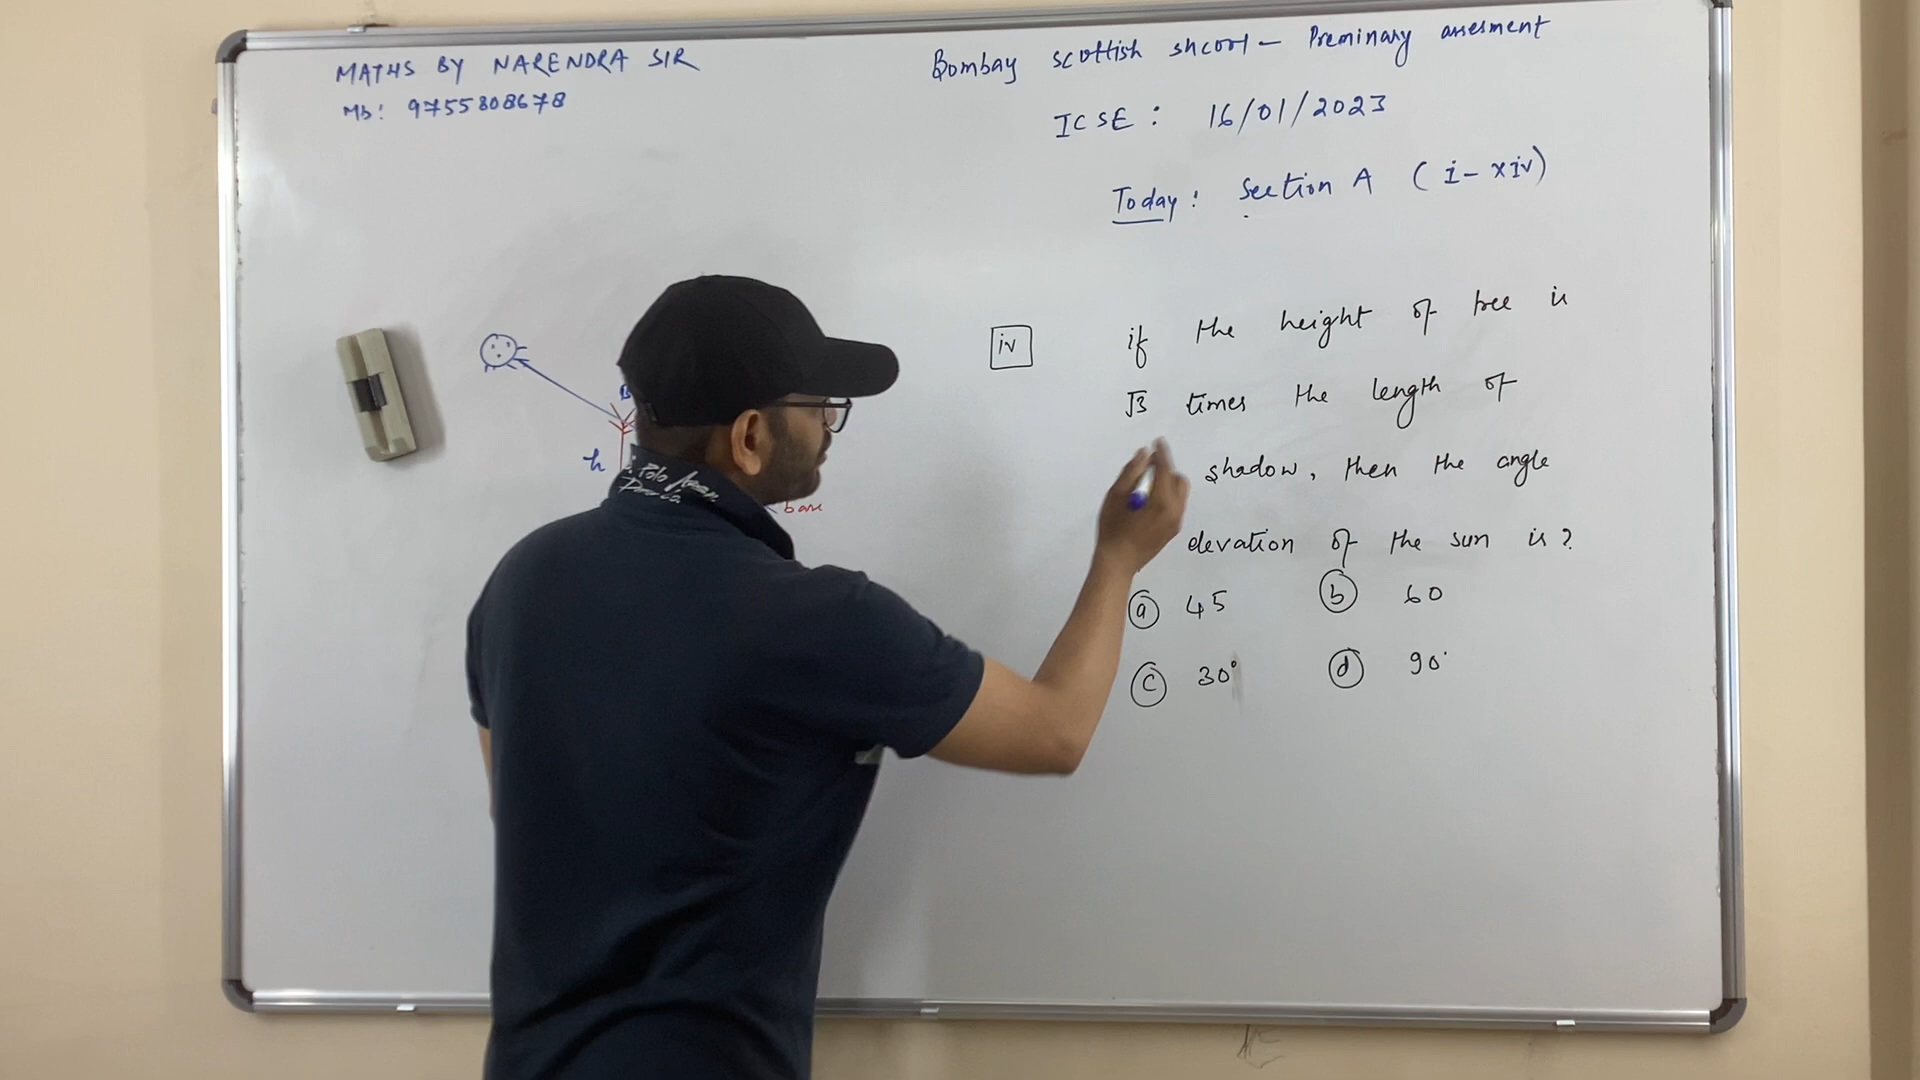 MATHS BY NARENDRA SIR
Mb: 9755808678
Bombay scottish shcool - Preminary assesment
ICSE: 16/01/2023
Today: Section A (i - xiv)
iv if the height of tree is
√3 times the length of
shadow, then the angle
elevation of the sun is?
a 45 b 60
c 30° d 90°
B
h
base